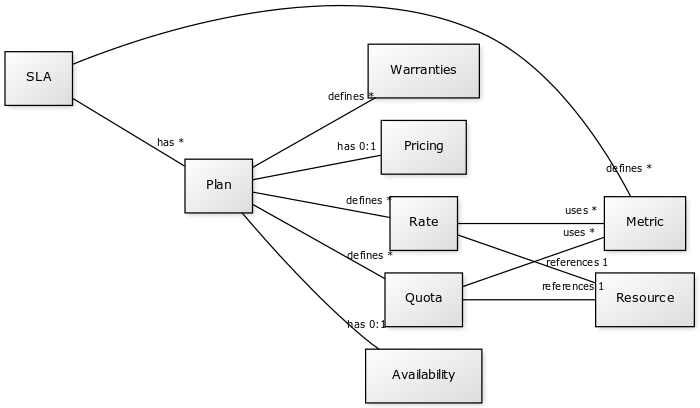 SLA
has *
Plan
defines *
Warranties
has 0:1
Pricing
defines *
Rate
defines *
Quota
has 0:1
Availability
defines *
uses *
Metric
uses *
references 1
references 1
Resource